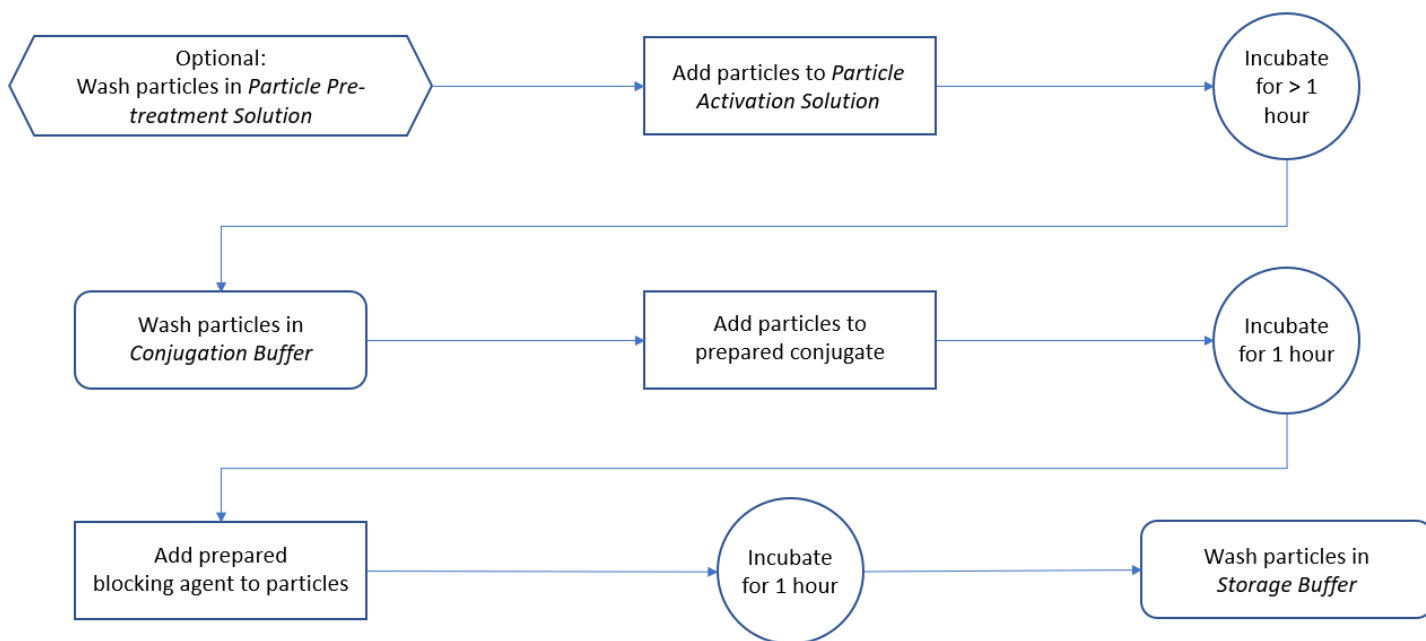 Optional:
Wash particles in Particle Pre-
treatment Solution
Add particles to Particle
Activation Solution
Incubate
for > 1
hour
Wash particles in
Conjugation Buffer
Add particles to
prepared conjugate
Incubate
for 1 hour
Add prepared
blocking agent to particles
Incubate
for 1 hour
Wash particles in
Storage Buffer